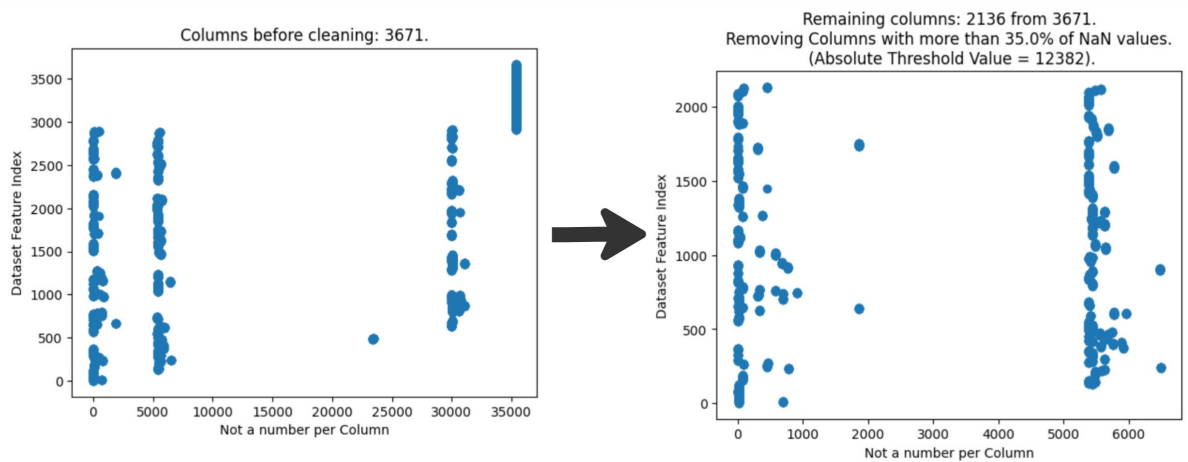 Columns before cleaning: 3671.
3500
3000
2500
2000
1500
1000
500
0
Dataset Feature Index
0 5000 10000 15000 20000 25000 30000 35000
Not a number per Column
Remaining columns: 2136 from 3671.
Removing Columns with more than 35.0% of NaN values.
(Absolute Threshold Value = 12382).
2000
1500
1000
500
0
Dataset Feature Index
0 1000 2000 3000 4000 5000 6000
Not a number per Column